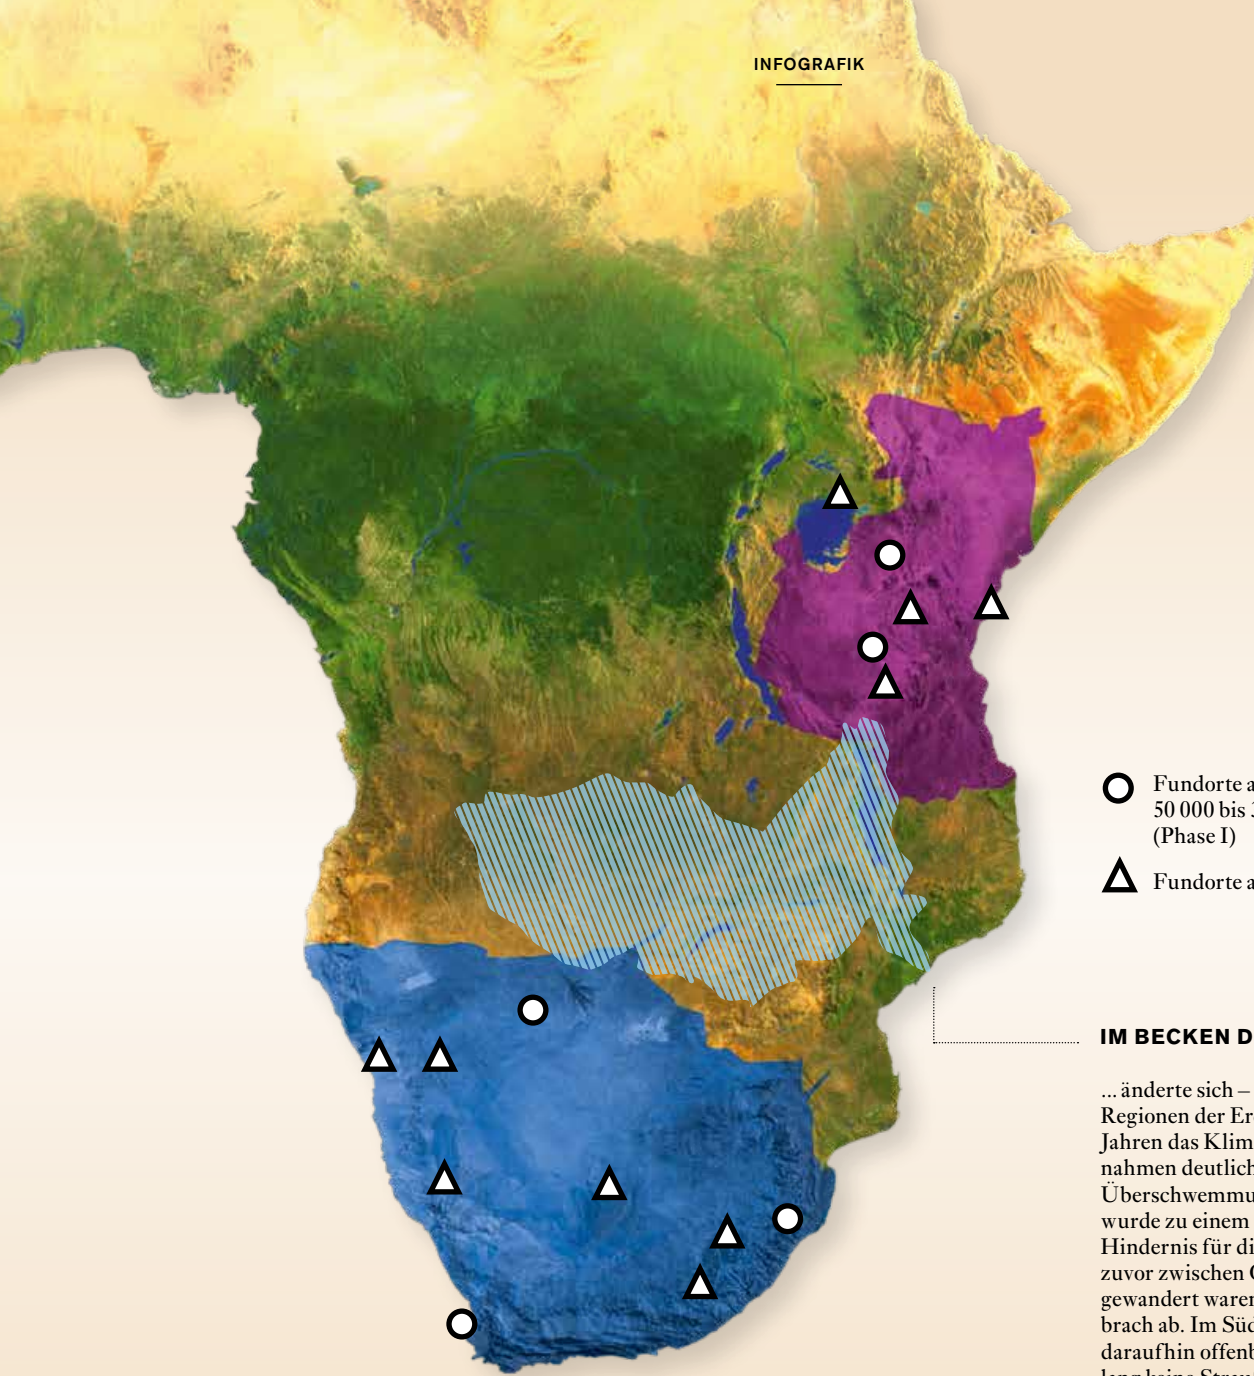 INFOGRAFIK
Fundorte a
50 000 bis
(Phase I)
Fundorte a
IM BECKEN D
... änderte sich –
Regionen der Er
Jahren das Klim
nahmen deutlich
Überschwemmu
wurde zu einem
Hindernis für di
zuvor zwischen
gewandert waren
brach ab. Im Süd
daraufhin offenb